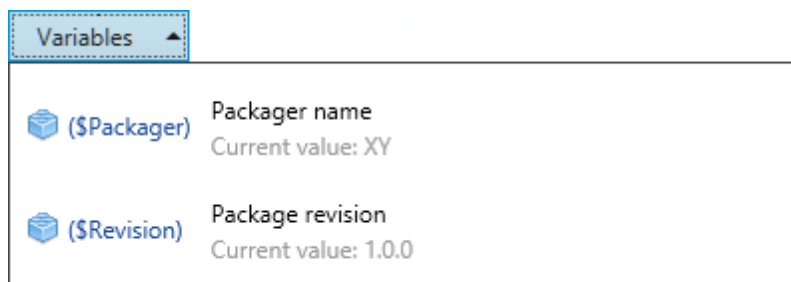 Variables
($Packager) Packager name
Current value: XY
($Revision) Package revision
Current value: 1.0.0